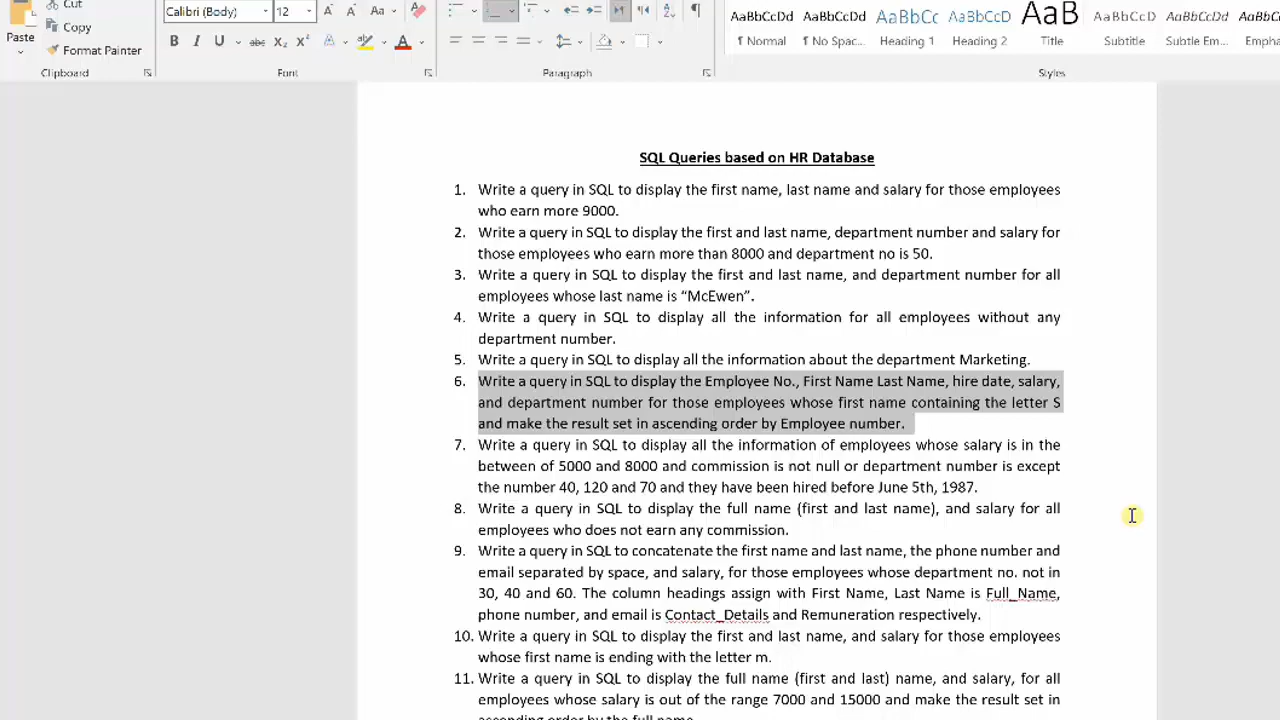 Cut
Calibri (Body) 12 Aa AaBbCcDd AaBbCcDd AaBbCc AaBbCcD AaB AaBbCcD AaBbCcDd
Copy
Paste
Format Painter
B I U abc X₂ X² A
¶ Normal ¶ No Spac... Heading 1 Heading 2 Title Subtitle Subtle Em... Empha
Clipboard Font Paragraph Styles
SQL Queries based on HR Database
1. Write a query in SQL to display the first name, last name and salary for those employees
who earn more 9000.
2. Write a query in SQL to display the first and last name, department number and salary for
those employees who earn more than 8000 and department no is 50.
3. Write a query in SQL to display the first and last name, and department number for all
employees whose last name is “McEwen”.
4. Write a query in SQL to display all the information for all employees without any
department number.
5. Write a query in SQL to display all the information about the department Marketing.
6. Write a query in SQL to display the Employee No., First Name Last Name, hire date, salary,
and department number for those employees whose first name containing the letter S
and make the result set in ascending order by Employee number.
7. Write a query in SQL to display all the information of employees whose salary is in the
between of 5000 and 8000 and commission is not null or department number is except
the number 40, 120 and 70 and they have been hired before June 5th, 1987.
8. Write a query in SQL to display the full name (first and last name), and salary for all
employees who does not earn any commission.
9. Write a query in SQL to concatenate the first name and last name, the phone number and
email separated by space, and salary, for those employees whose department no. not in
30, 40 and 60. The column headings assign with First Name, Last Name is Full_Name,
phone number, and email is Contact_Details and Remuneration respectively.
10. Write a query in SQL to display the first and last name, and salary for those employees
whose first name is ending with the letter m.
11. Write a query in SQL to display the full name (first and last) name, and salary, for all
employees whose salary is out of the range 7000 and 15000 and make the result set in
ascending order by the full name.